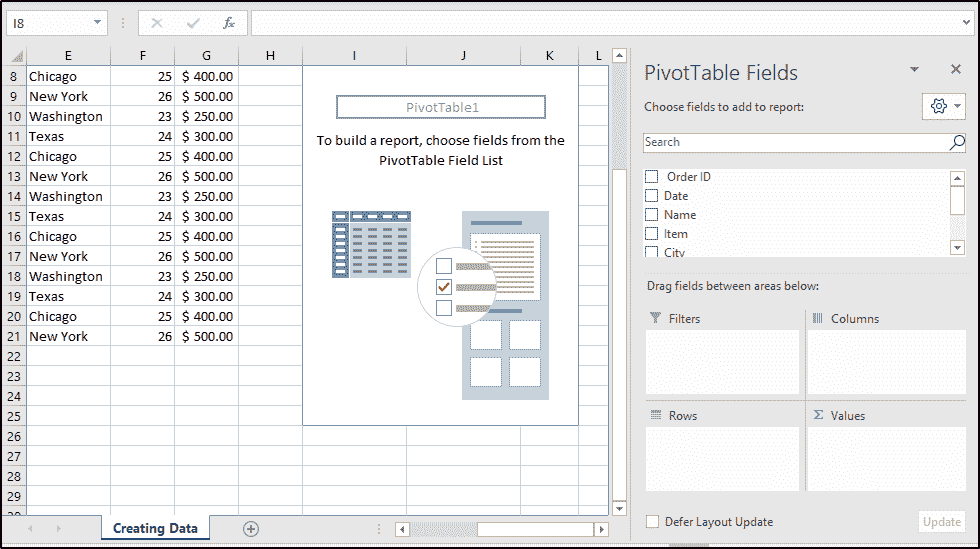 I8
fx
E F G H I J K L
8 Chicago 25 $ 400.00
9 New York 26 $ 500.00
10 Washington 23 $ 250.00
11 Texas 24 $ 300.00
12 Chicago 25 $ 400.00
13 New York 26 $ 500.00
14 Washington 23 $ 250.00
15 Texas 24 $ 300.00
16 Chicago 25 $ 400.00
17 New York 26 $ 500.00
18 Washington 23 $ 250.00
19 Texas 24 $ 300.00
20 Chicago 25 $ 400.00
21 New York 26 $ 500.00
22
23
24
25
26
27
28
29
PivotTable1
To build a report, choose fields from the
PivotTable Field List
Creating Data
PivotTable Fields
Choose fields to add to report:
Search
Order ID
Date
Name
Item
City
Drag fields between areas below:
Filters
Columns
Rows
Σ Values
Defer Layout Update
Update